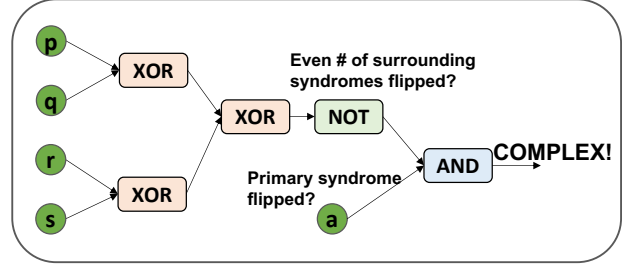 p
q
r
s
XOR
XOR
XOR
NOT
Even # of surrounding
syndromes flipped?
Primary syndrome
flipped?
a
AND
COMPLEX!